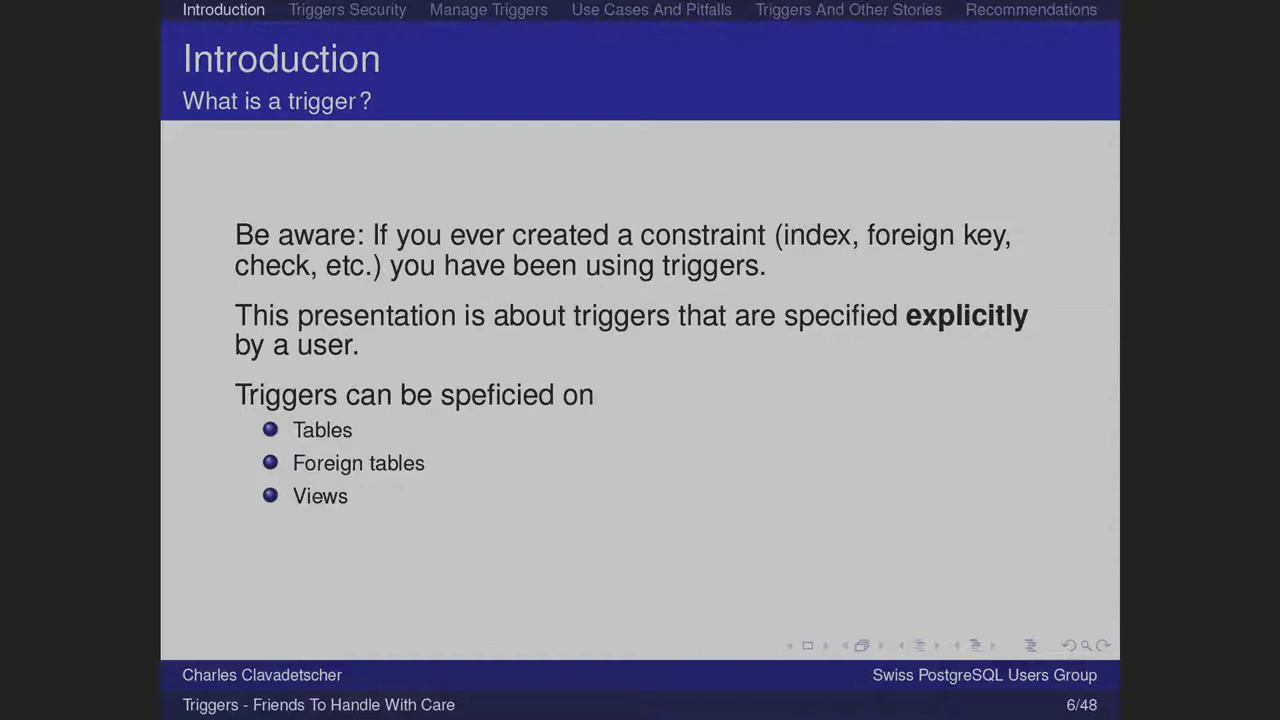 Introduction Triggers Security Manage Triggers Use Cases And Pitfalls Triggers And Other Stories Recommendations
Introduction
What is a trigger?
Be aware: If you ever created a constraint (index, foreign key,
check, etc.) you have been using triggers.
This presentation is about triggers that are specified explicitly
by a user.
Triggers can be speficied on
Tables
Foreign tables
Views
Charles Clavadetscher Swiss PostgreSQL Users Group
Triggers - Friends To Handle With Care 6/48